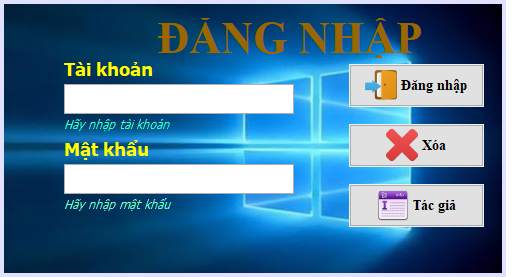 ĐĂNG NHẬP
Tài khoản
Hãy nhập tài khoản
Mật khẩu
Hãy nhập mật khẩu
Đăng nhập
Xóa
Tác giả